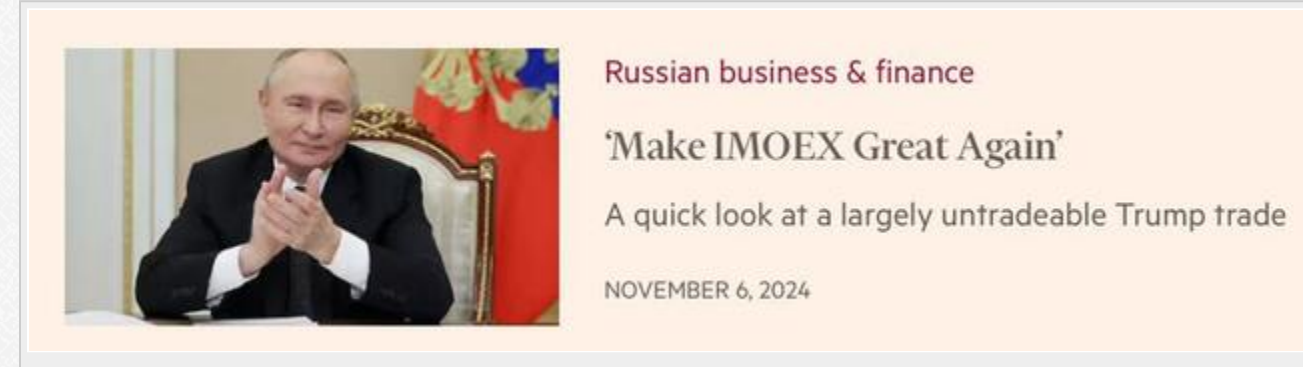 Russian business & finance
‘Make IMOEX Great Again’
A quick look at a largely untradeable Trump trade
NOVEMBER 6, 2024